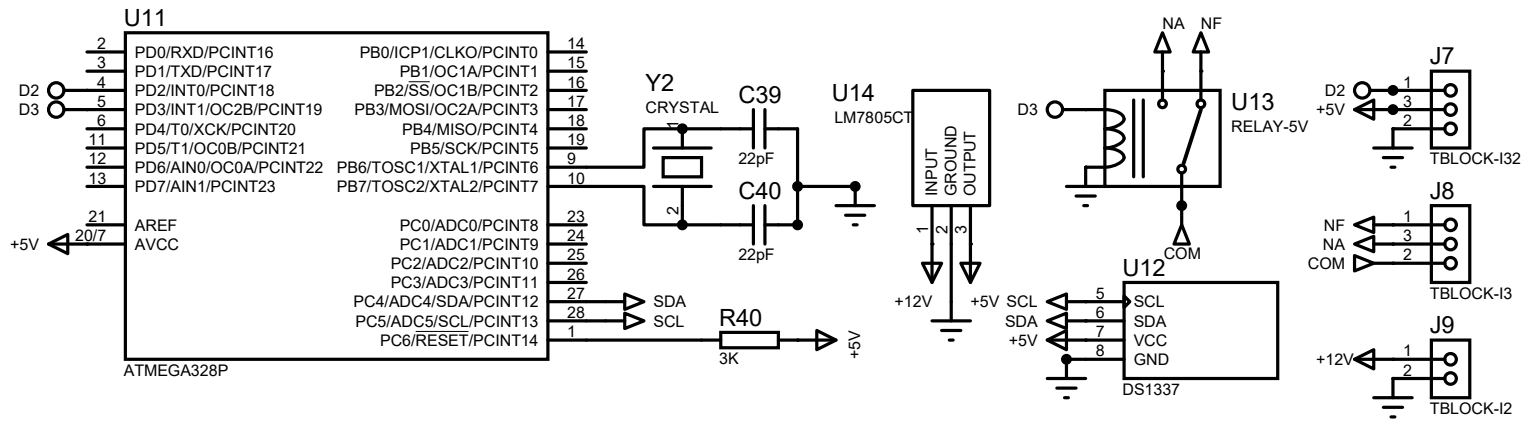 U11
2 PD0/RXD/PCINT16
3 PD1/TXD/PCINT17
D2 4 PD2/INT0/PCINT18
D3 5 PD3/INT1/OC2B/PCINT19
6 PD4/T0/XCK/PCINT20
11 PD5/T1/OC0B/PCINT21
12 PD6/AIN0/OC0A/PCINT22
13 PD7/AIN1/PCINT23
21 AREF
+5V 20/7 AVCC
PB0/ICP1/CLKO/PCINT0 14
PB1/OC1A/PCINT1 15
PB2/SS/OC1B/PCINT2 16
PB3/MOSI/OC2A/PCINT3 17
PB4/MISO/PCINT4 18
PB5/SCK/PCINT5 19
PB6/TOSC1/XTAL1/PCINT6 9
PB7/TOSC2/XTAL2/PCINT7 10
PC0/ADC0/PCINT8 23
PC1/ADC1/PCINT9 24
PC2/ADC2/PCINT10 25
PC3/ADC3/PCINT11 26
PC4/ADC4/SDA/PCINT12 27 SDA
PC5/ADC5/SCL/PCINT13 28 SCL
PC6/RESET/PCINT14 1
ATMEGA328P
Y2
CRYSTAL
1
2
C39
22pF
C40
22pF
R40
3K
+5V
U14
LM7805CT
INPUT
GROUND
OUTPUT
1
2
3
+12V
+5V
NA
NF
D3
U13
RELAY-5V
COM
U12
SCL 5 SCL
SDA 6 SDA
+5V 7 VCC
8 GND
DS1337
J7
D2 1
+5V 3
2
TBLOCK-I32
J8
NF 1
NA 3
COM 2
TBLOCK-I3
J9
+12V 1
2
TBLOCK-I2